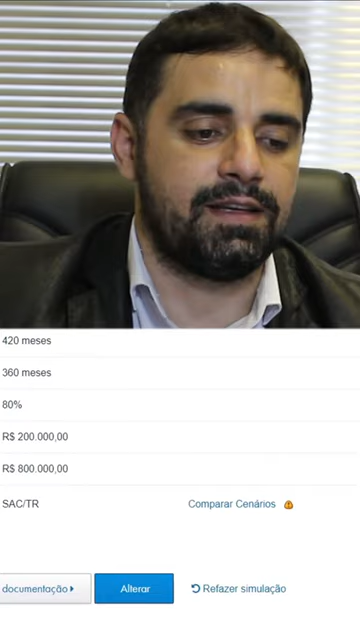 420 meses
360 meses
80%
R$ 200.000,00
R$ 800.000,00
SAC/TR Comparar Cenários
documentação Alterar Refazer simulação